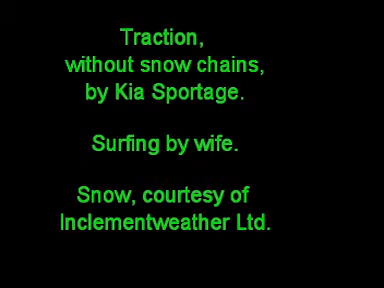 Traction,
without snow chains,
by Kia Sportage.
Surfing by wife.
Snow, courtesy of
Inclementweather Ltd.